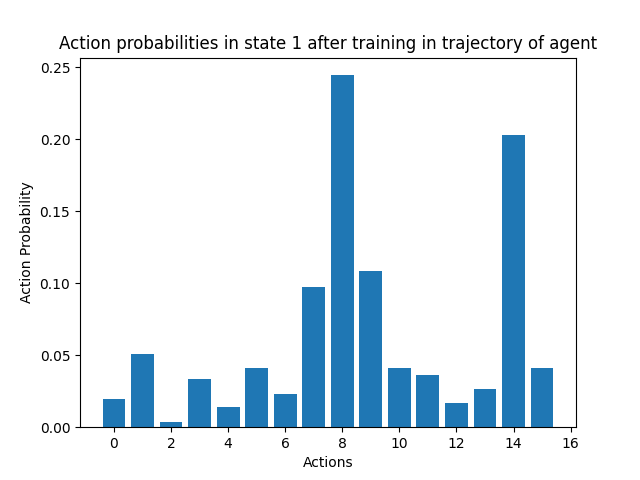 Action probabilities in state 1 after training in trajectory of agent
0.25
0.20
0.15
0.10
0.05
0.00
Action Probability
0 2 4 6 8 10 12 14 16
Actions